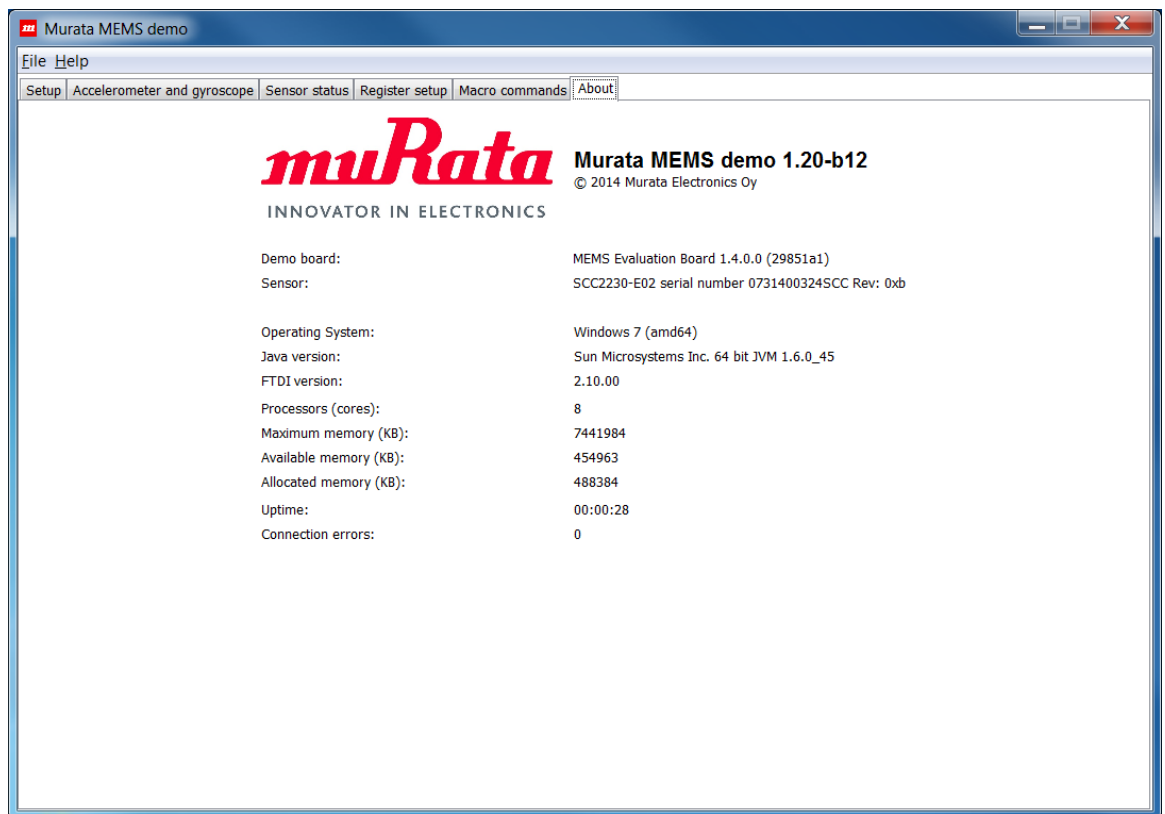 Murata MEMS demo
File Help
Setup Accelerometer and gyroscope Sensor status Register setup Macro commands About
muRata
INNOVATOR IN ELECTRONICS
Murata MEMS demo 1.20-b12
© 2014 Murata Electronics Oy
Demo board: MEMS Evaluation Board 1.4.0.0 (29851a1)
Sensor: SCC2230-E02 serial number 0731400324SCC Rev: 0xb
Operating System: Windows 7 (amd64)
Java version: Sun Microsystems Inc. 64 bit JVM 1.6.0_45
FTDI version: 2.10.00
Processors (cores): 8
Maximum memory (KB): 7441984
Available memory (KB): 454963
Allocated memory (KB): 488384
Uptime: 00:00:28
Connection errors: 0